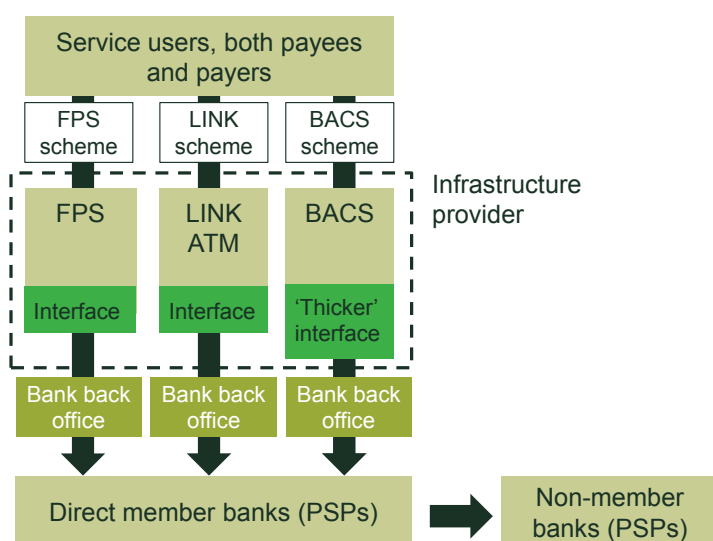 Service users, both payees
and payers
FPS
scheme
LINK
scheme
BACS
scheme
Infrastructure
provider
FPS
LINK
ATM
BACS
Interface
Interface
'Thicker'
interface
Bank back
office
Bank back
office
Bank back
office
Direct member banks (PSPs)
Non-member
banks (PSPs)